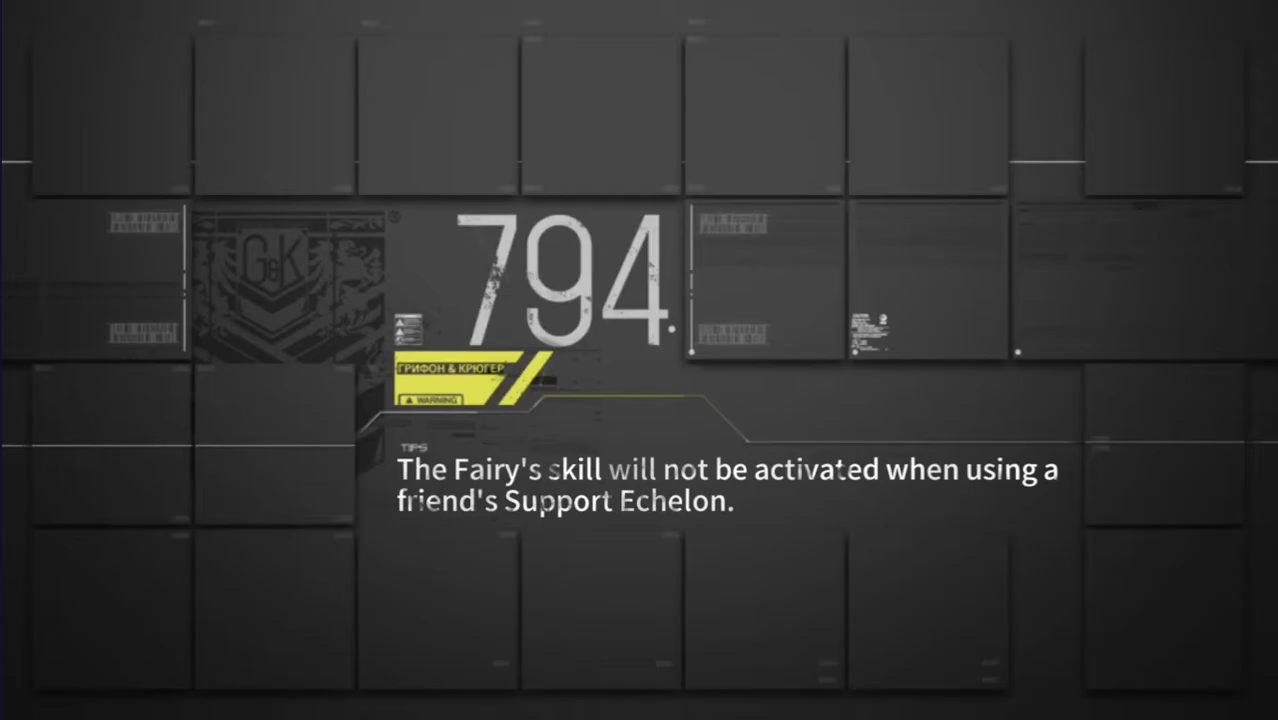 G&K
794.
ГРИФОН & КРЮГЕР
WARNING
TIPS
The Fairy's skill will not be activated when using a
friend's Support Echelon.